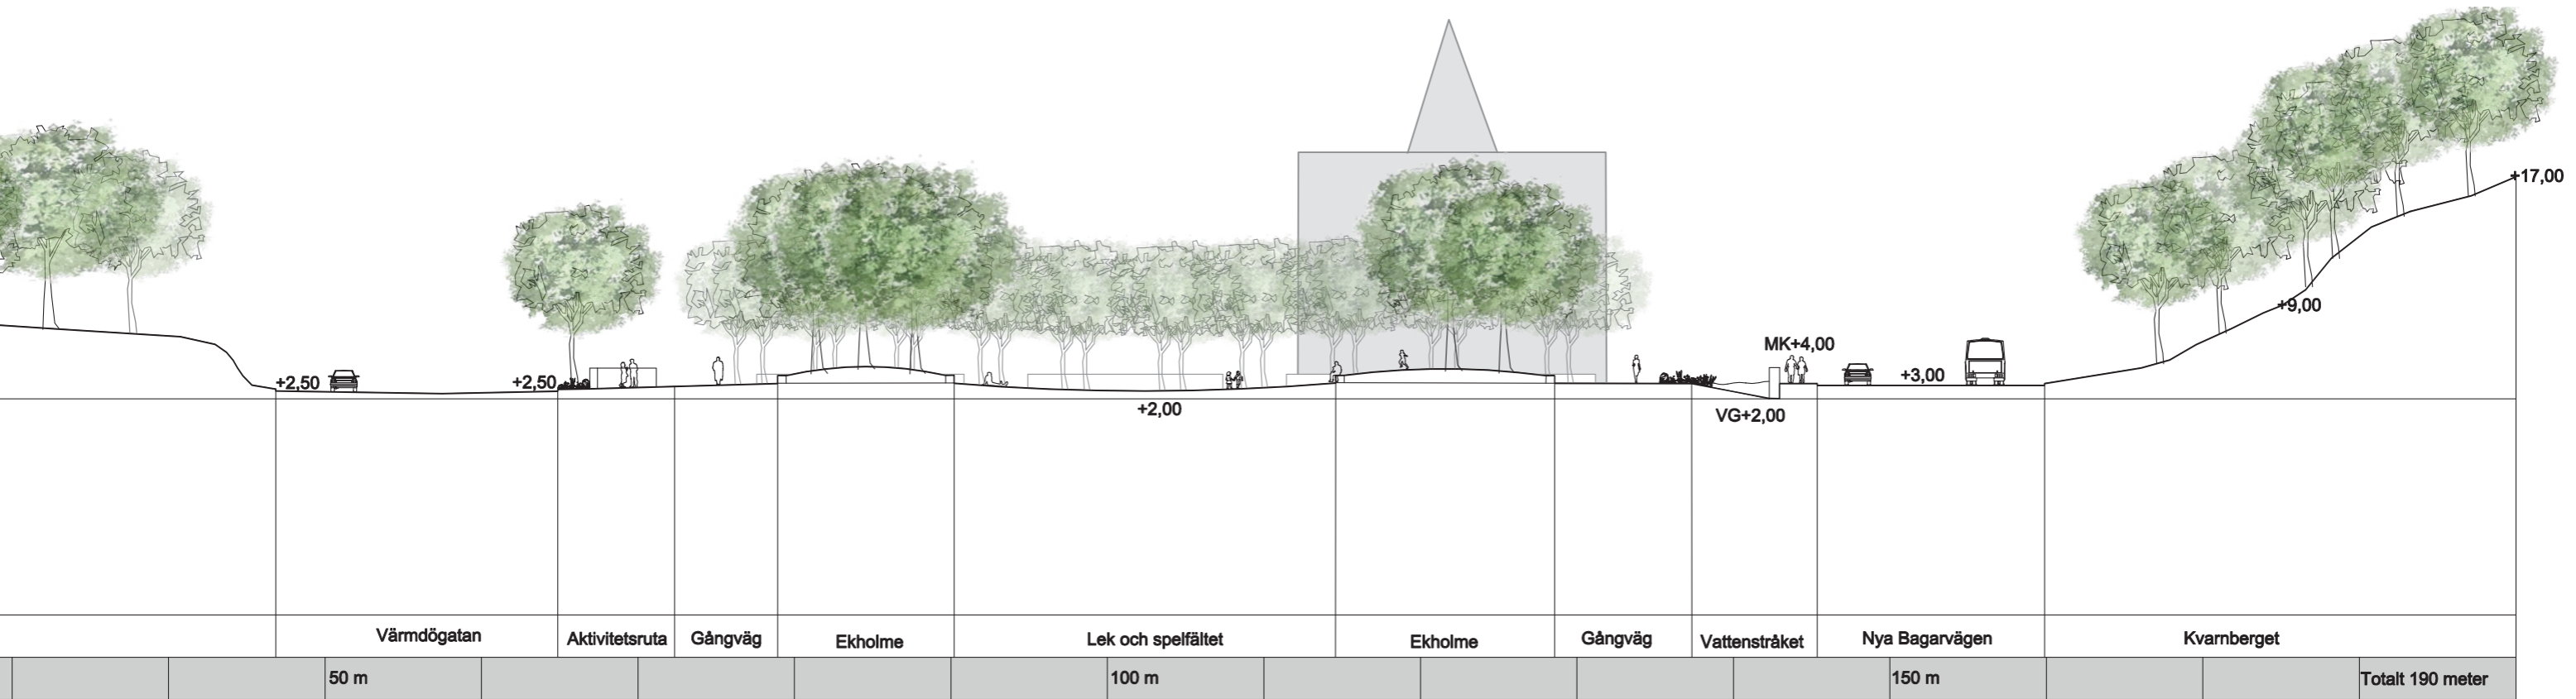 +17,00
+9,00
MK+4,00
+2,50
+2,50
+3,00
+2,00
VG+2,00
Värmdögatan
Aktivitetsruta
Gångväg
Ekholme
Lek och spelfältet
Ekholme
Gångväg
Vattenstråket
Nya Bagarvägen
Kvarnberget
50 m
100 m
150 m
Totalt 190 meter